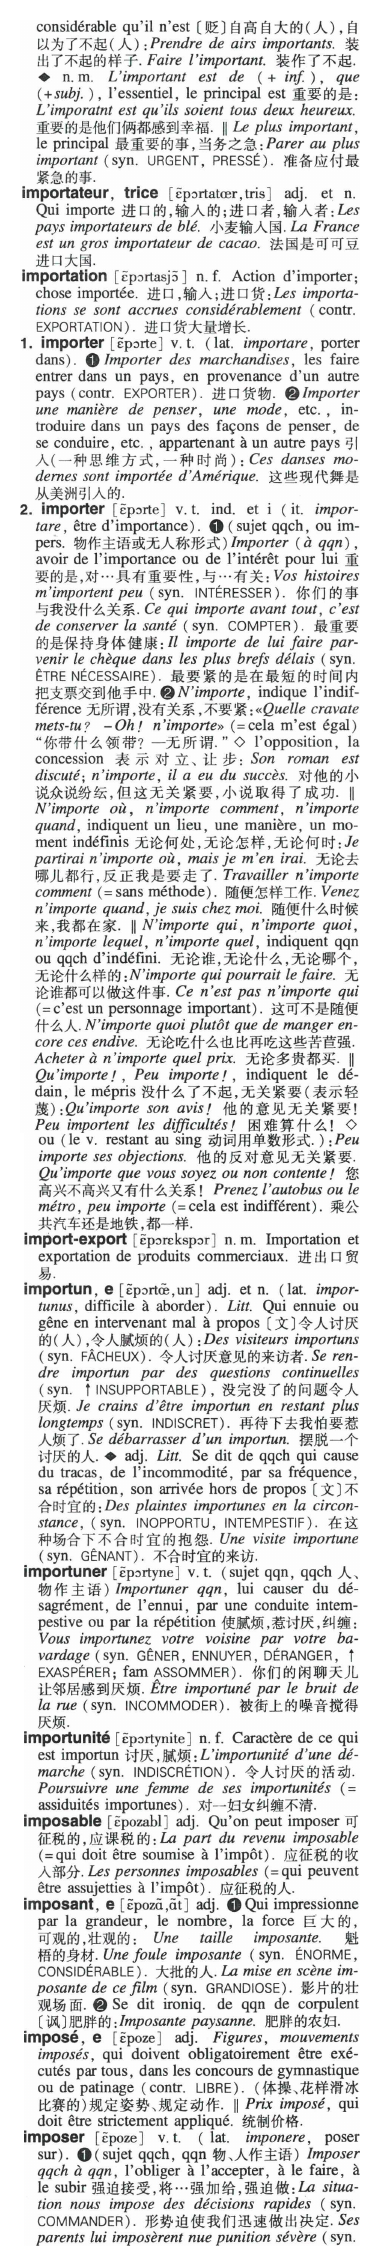 considérable qu'il n'est〔贬〕自高自大的(人),自
以为了不起(人):Prendre de airs importants. 装
出了不起的样子. Faire l'important. 装作了不起.
◆ n. m. L'important est de (+ inf.), que
(+subj.), l'essentiel, le principal est 重要的是:
L'imporatnt est qu'ils soient tous deux heureux.
重要的是他们俩都感到幸福. ‖ Le plus important,
le principal 最重要的事,当务之急:Parer au plus
important (syn. URGENT, PRESSÉ). 准备应付最
紧急的事.
importateur, trice [ɛ̃pɔrtatœr,tris] adj. et n.
Qui importe 进口的,输入的;进口者,输入者:Les
pays importateurs de blé. 小麦输入国. La France
est un gros importateur de cacao. 法国是可可豆
进口大国.
importation [ɛ̃pɔrtasjɔ̃] n. f. Action d'importer;
chose importée. 进口,输入;进口货:Les importa-
tions se sont accrues considérablement (contr.
EXPORTATION). 进口货大量增长.
1. importer [ɛ̃pɔrte] v. t. (lat. importare, porter
dans). ❶ Importer des marchandises, les faire
entrer dans un pays, en provenance d'un autre
pays (contr. EXPORTER). 进口货物. ❷ Importer
une manière de penser, une mode, etc., in-
troduire dans un pays des façons de penser, de
se conduire, etc., appartenant à un autre pays 引
入(一种思维方式,一种时尚):Ces danses mo-
dernes sont importée d'Amérique. 这些现代舞是
从美洲引入的.
2. importer [ɛ̃pɔrte] v. t. ind. et i (it. impor-
tare, être d'importance). ❶ (sujet qqch, ou im-
pers. 物作主语或无人称形式) Importer (à qqn),
avoir de l'importance ou de l'intérêt pour lui 重
要的是,对…具有重要性,与…有关:Vos histoires
m'importent peu (syn. INTÉRESSER). 你们的事
与我没什么关系. Ce qui importe avant tout, c'est
de conserver la santé (syn. COMPTER). 最重要
的是保持身体健康:Il importe de lui faire par-
venir le chèque dans les plus brefs délais (syn.
ÊTRE NÉCESSAIRE). 最要紧的是在最短的时间内
把支票交到他手中. ❷ N'importe, indique l'indif-
férence 无所谓,没有关系,不要紧:«Quelle cravate
mets-tu? －Oh! n'importe» (=cela m'est égal)
“你带什么领带? —无所谓.” ◇ l'opposition, la
concession 表示对立、让步: Son roman est
discuté; n'importe, il a eu du succès. 对他的小
说众说纷纭,但这无关紧要,小说取得了成功. ‖
N'importe où, n'importe comment, n'importe
quand, indiquent un lieu, une manière, un mo-
ment indéfinis 无论何处,无论怎样,无论何时:Je
partirai n'importe où, mais je m'en irai. 无论去
哪儿都行,反正我是要走了. Travailler n'importe
comment (=sans méthode). 随便怎样工作. Venez
n'importe quand, je suis chez moi. 随便什么时候
来,我都在家. ‖ N'importe qui, n'importe quoi,
n'importe lequel, n'importe quel, indiquent qqn
ou qqch d'indéfini. 无论谁,无论什么,无论哪个,
无论什么样的:N'importe qui pourrait le faire. 无
论谁都可以做这件事. Ce n'est pas n'importe qui
(=c'est un personnage important). 这可不是随便
什么人. N'importe quoi plutôt que de manger en-
core ces endive. 无论吃什么也比再吃这些苦苣强.
Acheter à n'importe quel prix. 无论多贵都买. ‖
Qu'importe!, Peu importe!, indiquent le dé-
dain, le mépris 没什么了不起,无关紧要(表示轻
蔑):Qu'importe son avis! 他的意见无关紧要!
Peu importent les difficultés! 困难算什么! ◇
ou (le v. restant au sing 动词用单数形式.):Peu
importe ses objections. 他的反对意见无关紧要.
Qu'importe que vous soyez ou non contente! 您
高兴不高兴又有什么关系! Prenez l'autobus ou le
métro, peu importe (=cela est indifférent). 乘公
共汽车还是地铁,都一样.
import-export [ɛ̃pɔrɛkspɔr] n. m. Importation et
exportation de produits commerciaux. 进出口贸
易.
importun, e [ɛ̃pɔrtœ̃,un] adj. et n. (lat. impor-
tunus, difficile à aborder). Litt. Qui ennuie ou
gêne en intervenant mal à propos〔文〕令人讨厌
的(人),令人腻烦的(人):Des visiteurs importuns
(syn. FÂCHEUX). 令人讨厌意见的来访者. Se ren-
dre importun par des questions continuelles
(syn. ↑INSUPPORTABLE), 没完没了的问题令人
厌烦. Je crains d'être importun en restant plus
longtemps (syn. INDISCRET). 再待下去我怕要惹
人烦了. Se débarrasser d'un importun. 摆脱一个
讨厌的人. ◆ adj. Litt. Se dit de qqch qui cause
du tracas, de l'incommodité, par sa fréquence,
sa répétition, son arrivée hors de propos〔文〕不
合时宜的:Des plaintes importunes en la circon-
stance, (syn. INOPPORTU, INTEMPESTIF). 在这
种场合下不合时宜的抱怨. Une visite importune
(syn. GÊNANT). 不合时宜的来访.
importuner [ɛ̃pɔrtyne] v. t. (sujet qqn, qqch 人、
物作主语) Importuner qqn, lui causer du dé-
sagrément, de l'ennui, par une conduite intem-
pestive ou par la répétition 使腻烦,惹讨厌,纠缠:
Vous importunez votre voisine par votre ba-
vardage (syn. GÊNER, ENNUYER, DÉRANGER, ↑
EXASPÉRER; fam ASSOMMER). 你们的闲聊天儿
让邻居感到厌烦. Être importuné par le bruit de
la rue (syn. INCOMMODER). 被街上的噪音搅得
厌烦.
importunité [ɛ̃pɔrtynite] n. f. Caractère de ce qui
est importun 讨厌,腻烦:L'importunité d'une dé-
marche (syn. INDISCRÉTION). 令人讨厌的活动.
Poursuivre une femme de ses importunités (=
assiduités importunes). 对一妇女纠缠不清.
imposable [ɛ̃pozabl] adj. Qu'on peut imposer 可
征税的,应课税的:La part du revenu imposable
(=qui doit être soumise à l'impôt). 应征税的收
入部分. Les personnes imposables (=qui peuvent
être assujetties à l'impôt). 应征税的人.
imposant, e [ɛ̃pozɑ̃,ɑ̃t] adj. ❶ Qui impressionne
par la grandeur, le nombre, la force 巨大的,
可观的,壮观的: Une taille imposante. 魁
梧的身材. Une foule imposante (syn. ÉNORME,
CONSIDÉRABLE). 大批的人. La mise en scène im-
posante de ce film (syn. GRANDIOSE). 影片的壮
观场面. ❷ Se dit ironiq. de qqn de corpulent
〔讽〕肥胖的:Imposante paysanne. 肥胖的农妇.
imposé, e [ɛ̃poze] adj. Figures, mouvements
imposés, qui doivent obligatoirement être exé-
cutés par tous, dans les concours de gymnastique
ou de patinage (contr. LIBRE). (体操、花样滑冰
比赛的)规定姿势、规定动作. ‖ Prix imposé, qui
doit être strictement appliqué. 统制价格.
imposer [ɛ̃poze] v. t. (lat. imponere, poser
sur). ❶ (sujet qqch, qqn 物、人作主语) Imposer
qqch à qqn, l'obliger à l'accepter, à le faire, à
le subir 强迫接受,将…强加给,强迫做:La situa-
tion nous impose des décisions rapides (syn.
COMMANDER). 形势迫使我们迅速做出决定. Ses
parents lui imposèrent nue punition sévère (syn.